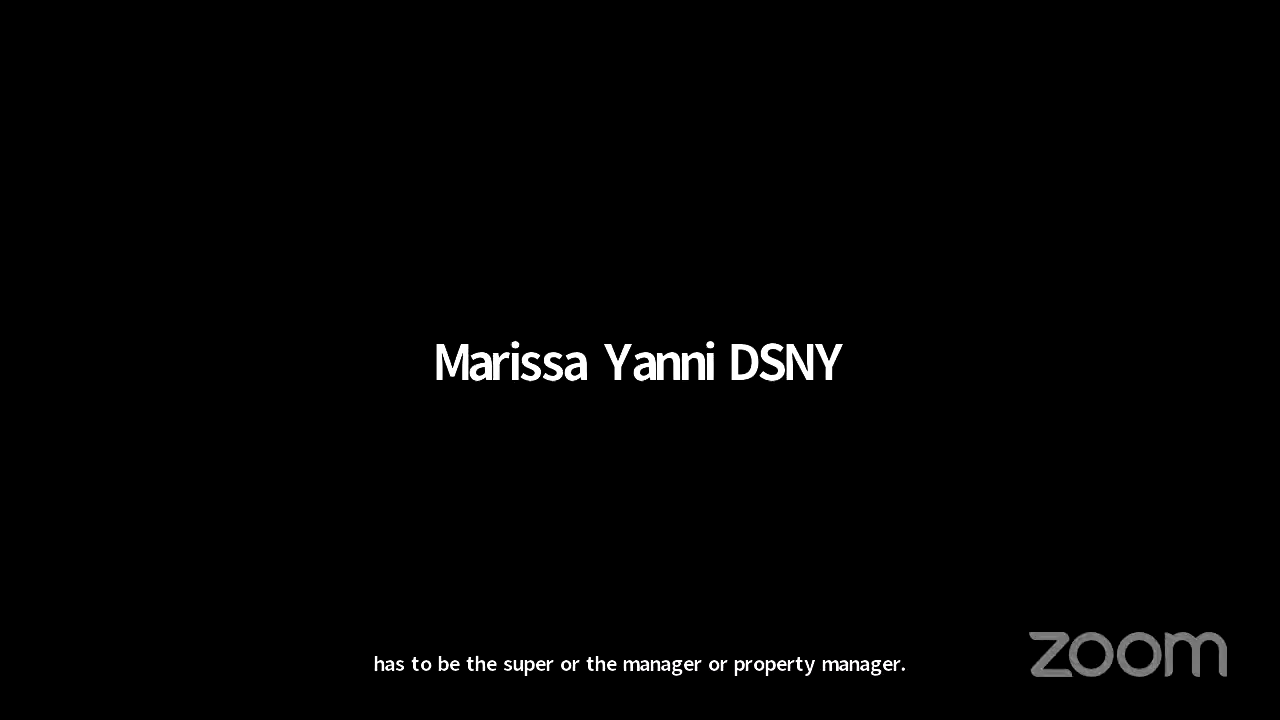 Marissa Yanni DSNY
has to be the super or the manager or property manager.
zoom